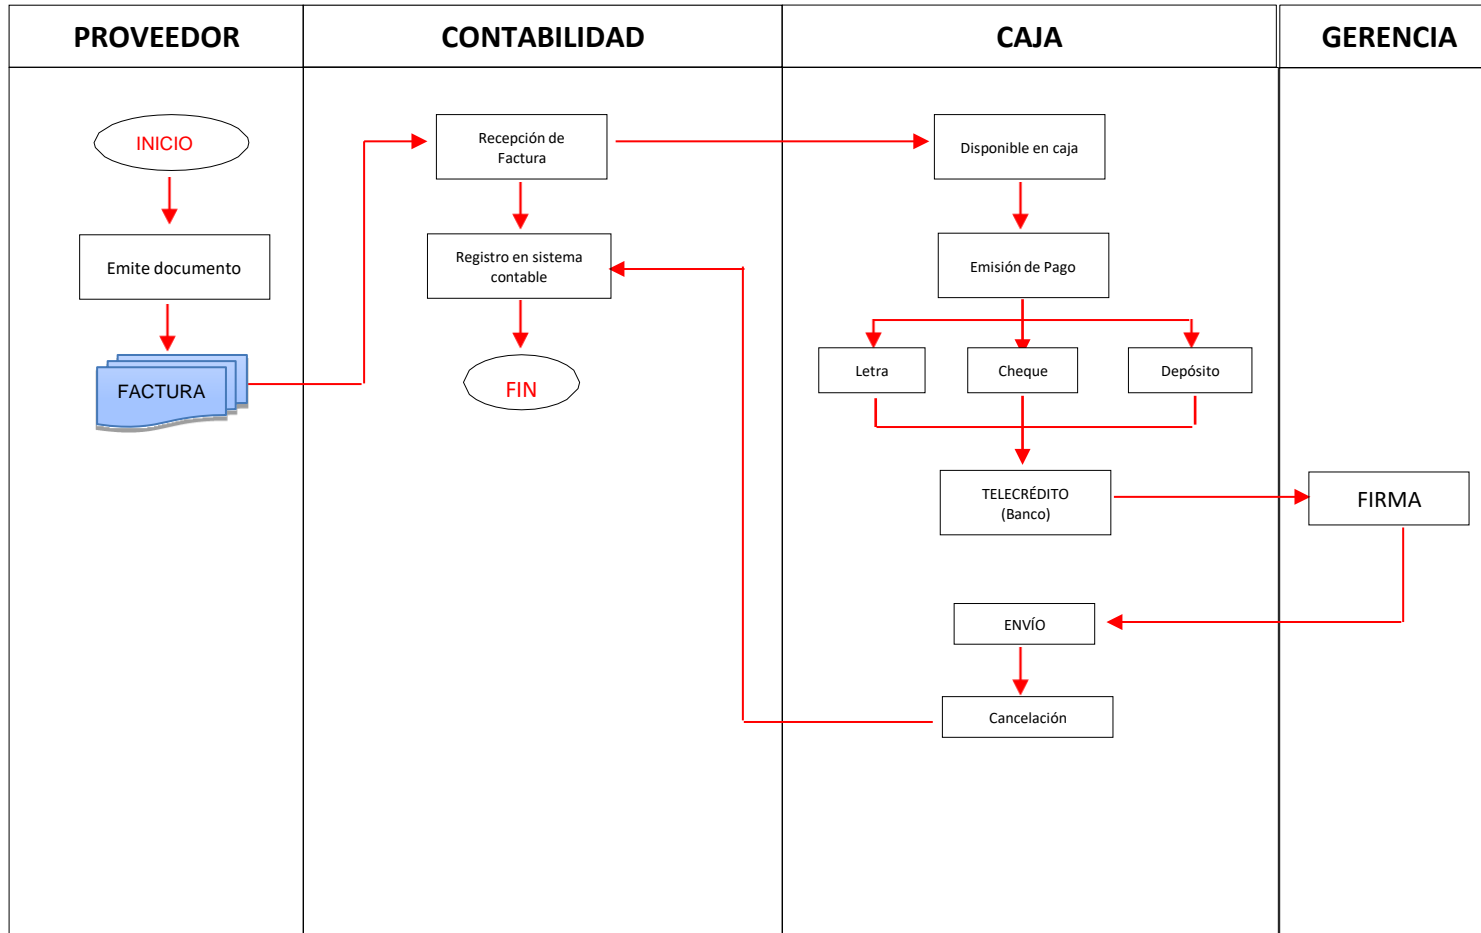 PROVEEDOR
CONTABILIDAD
CAJA
GERENCIA
INICIO
Emite documento
FACTURA
Recepción de
Factura
Registro en sistema
contable
FIN
Disponible en caja
Emisión de Pago
Letra
Cheque
Depósito
TELECRÉDITO
(Banco)
FIRMA
ENVÍO
Cancelación